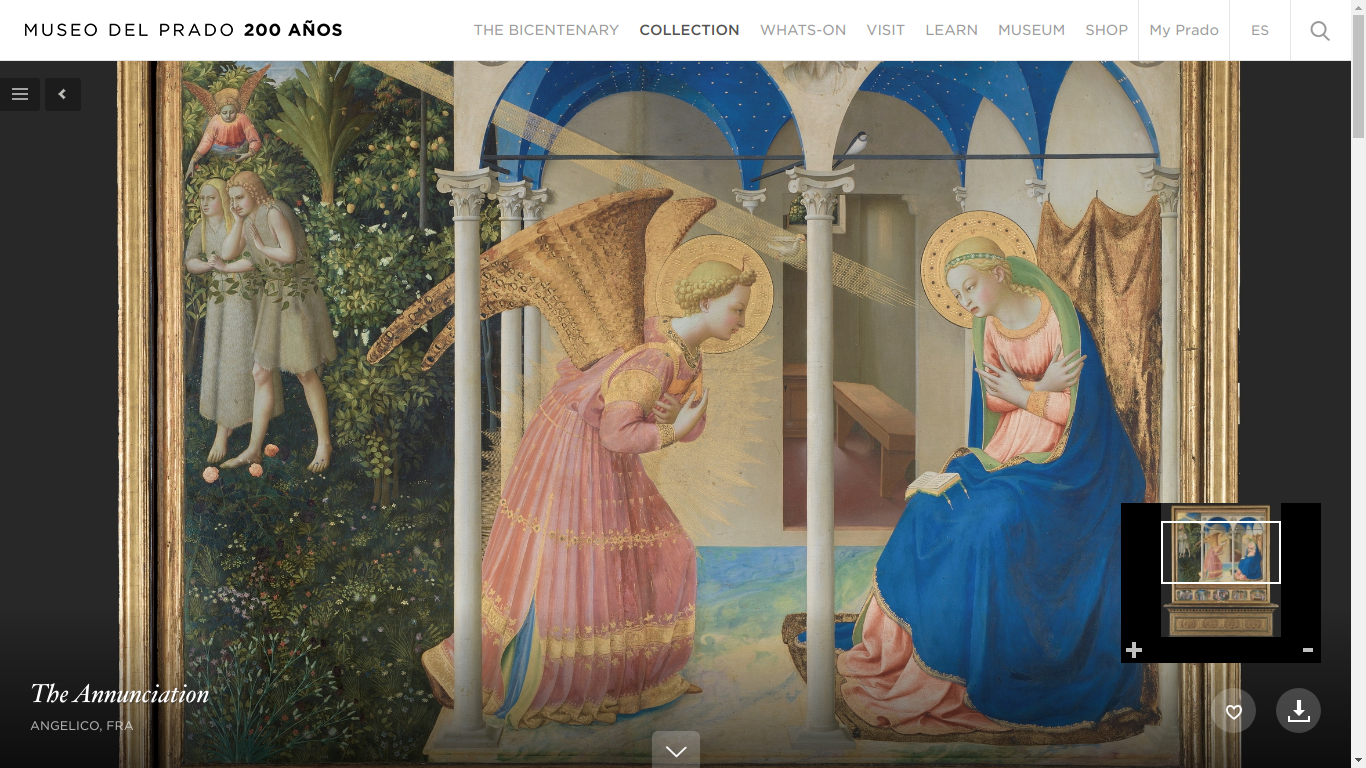 MUSEO DEL PRADO 200 AÑOS
THE BICENTENARY COLLECTION WHATS-ON VISIT LEARN MUSEUM SHOP My Prado ES
The Annunciation
ANGELICO, FRA